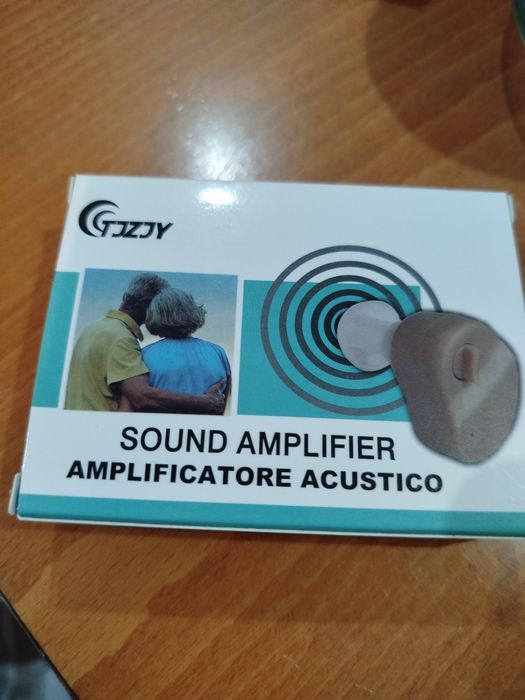 TJZJY
SOUND AMPLIFIER
AMPLIFICATORE ACUSTICO